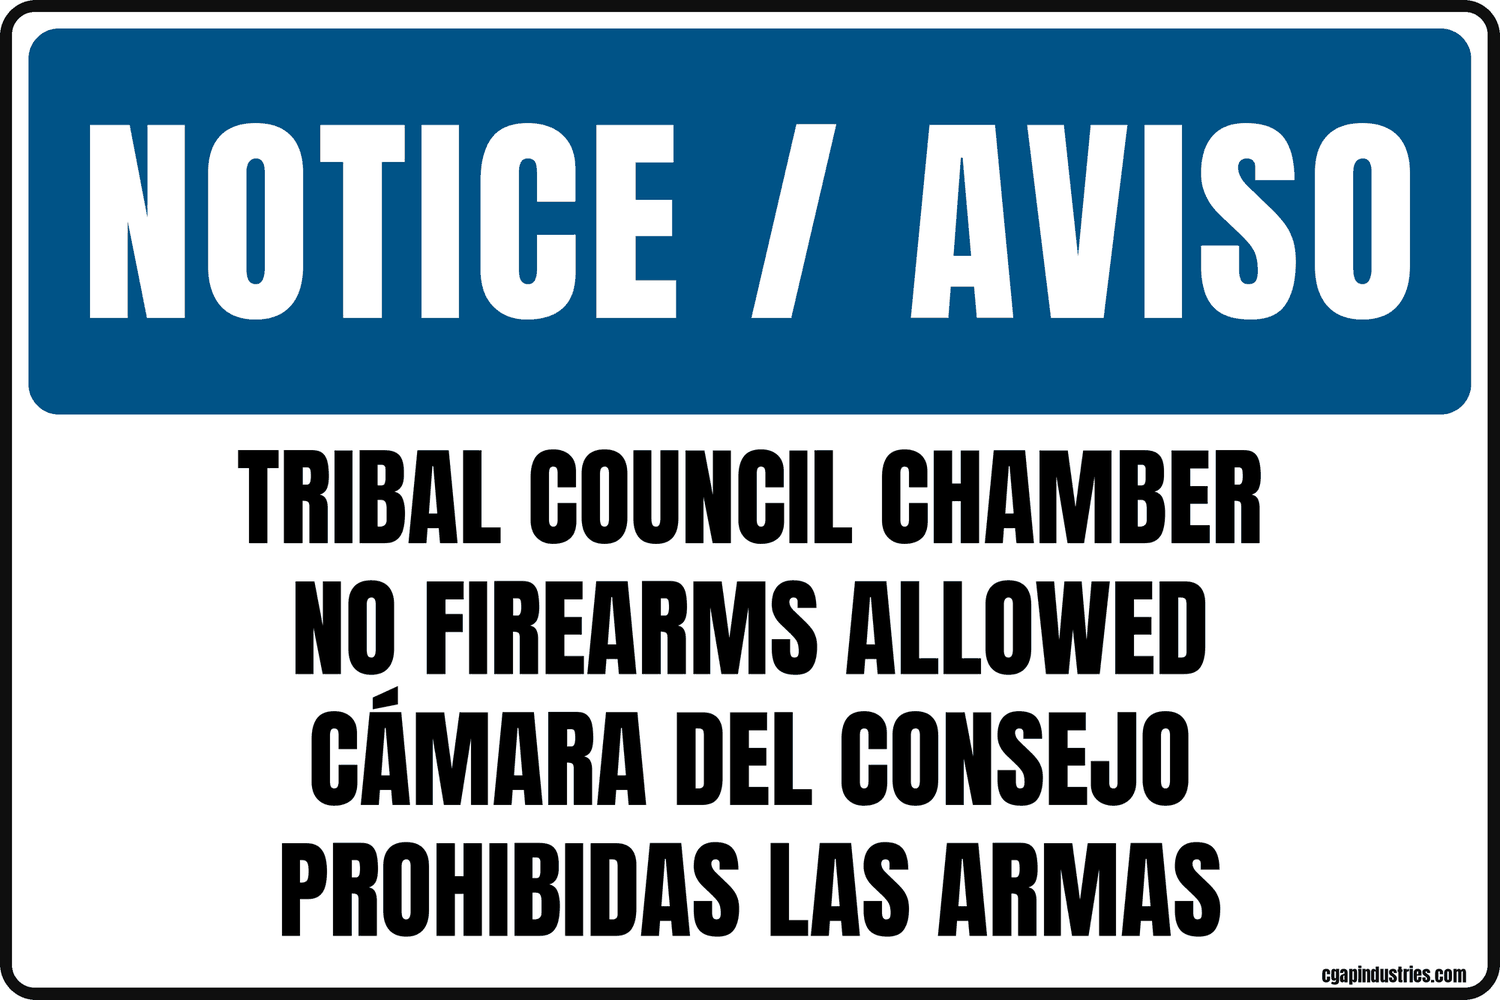 NOTICE / AVISO
TRIBAL COUNCIL CHAMBER
NO FIREARMS ALLOWED
CÁMARA DEL CONSEJO
PROHIBIDAS LAS ARMAS
cgapindustries.com